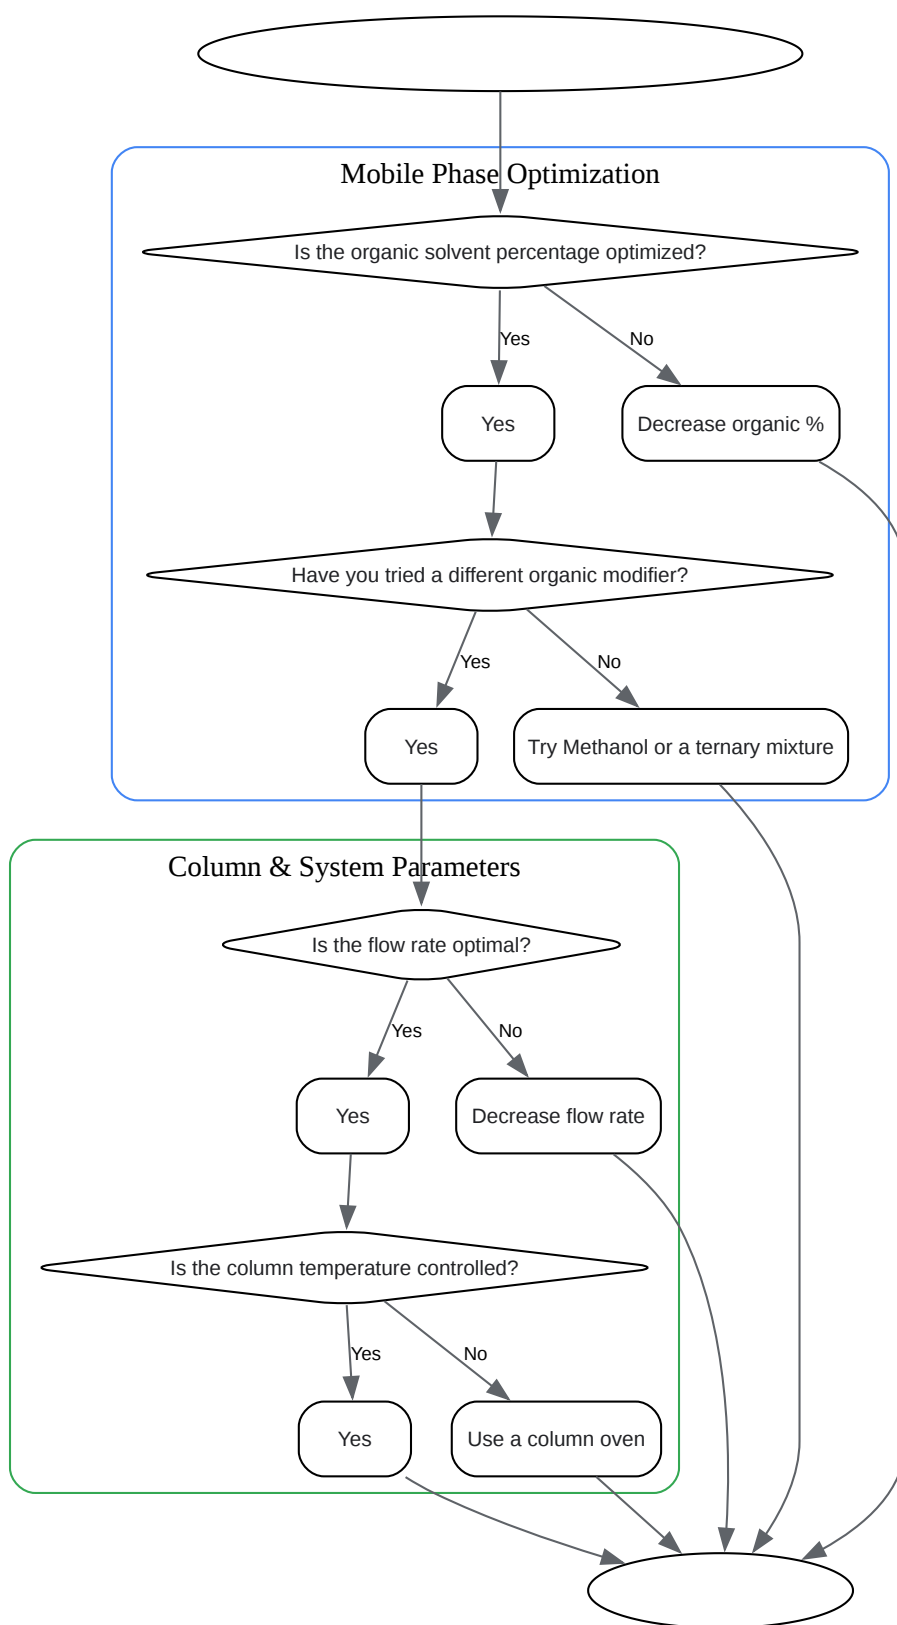 Mobile Phase Optimization
Is the organic solvent percentage optimized?
Yes
No
Yes
Decrease organic %
Have you tried a different organic modifier?
Yes
No
Yes
Try Methanol or a ternary mixture
Column & System Parameters
Is the flow rate optimal?
Yes
No
Yes
Decrease flow rate
Is the column temperature controlled?
Yes
No
Yes
Use a column oven